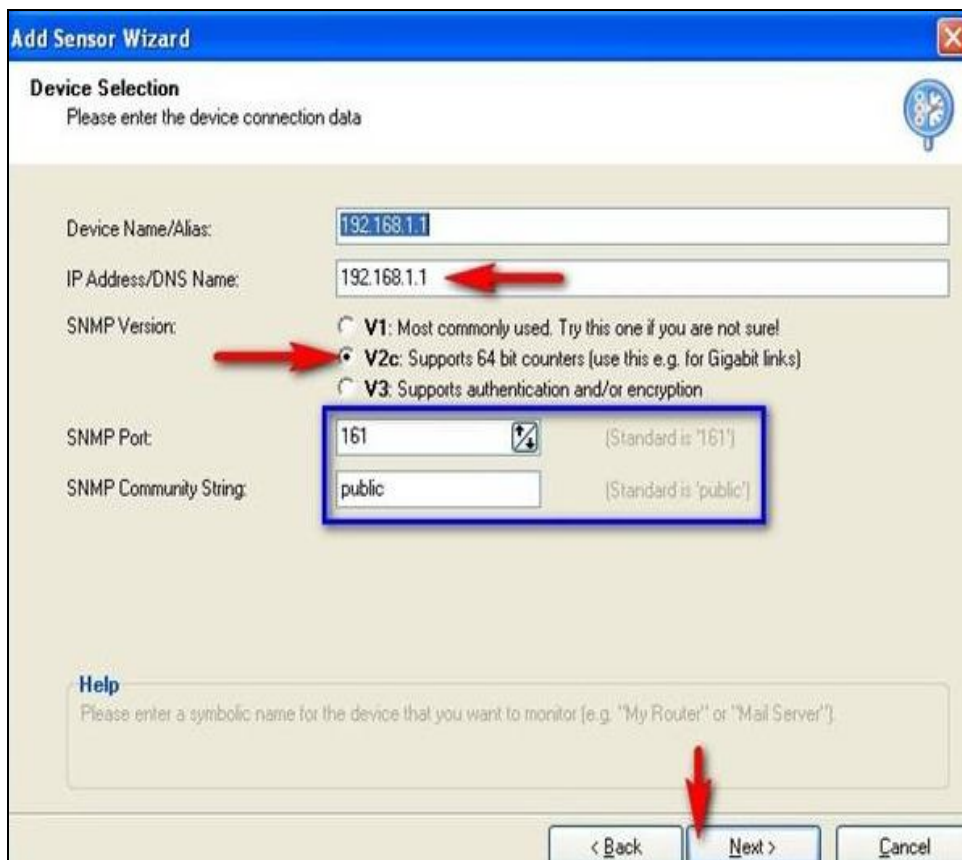 Add Sensor Wizard
Device Selection
Please enter the device connection data
Device Name/Alias: 192.168.1.1
IP Address/DNS Name: 192.168.1.1
SNMP Version: V1: Most commonly used. Try this one if you are not sure!
V2c: Supports 64 bit counters (use this e.g. for Gigabit links)
V3: Supports authentication and/or encryption
SNMP Port: 161 (Standard is '161')
SNMP Community String: public (Standard is 'public')
Help
Please enter a symbolic name for the device that you want to monitor (e.g. "My Router" or "Mail Server").
< Back Next > Cancel